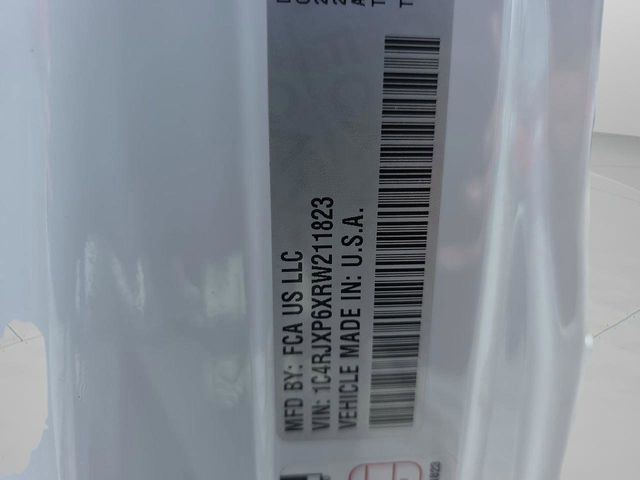 MFD BY: FCA US LLC
VIN: 1C4RJXP6XRW211823
VEHICLE MADE IN: U.S.A.